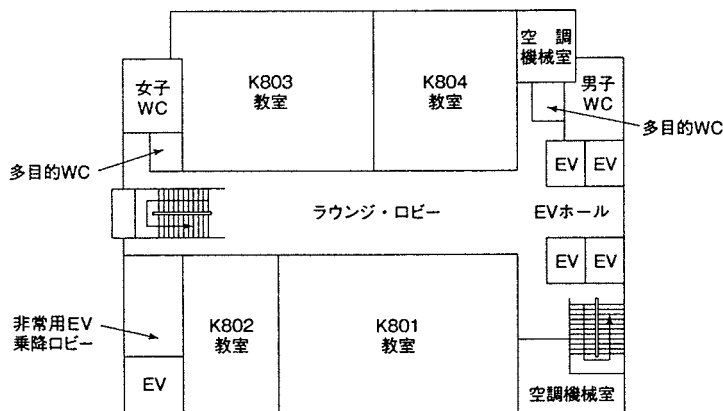 空 調
機械室
女子
WC
K803
教室
K804
教室
男子
WC
多目的WC
多目的WC
EV
EV
ラウンジ・ロビー
EVホール
EV
EV
非常用EV
乗降ロビー
K802
教室
K801
教室
EV
空調機械室